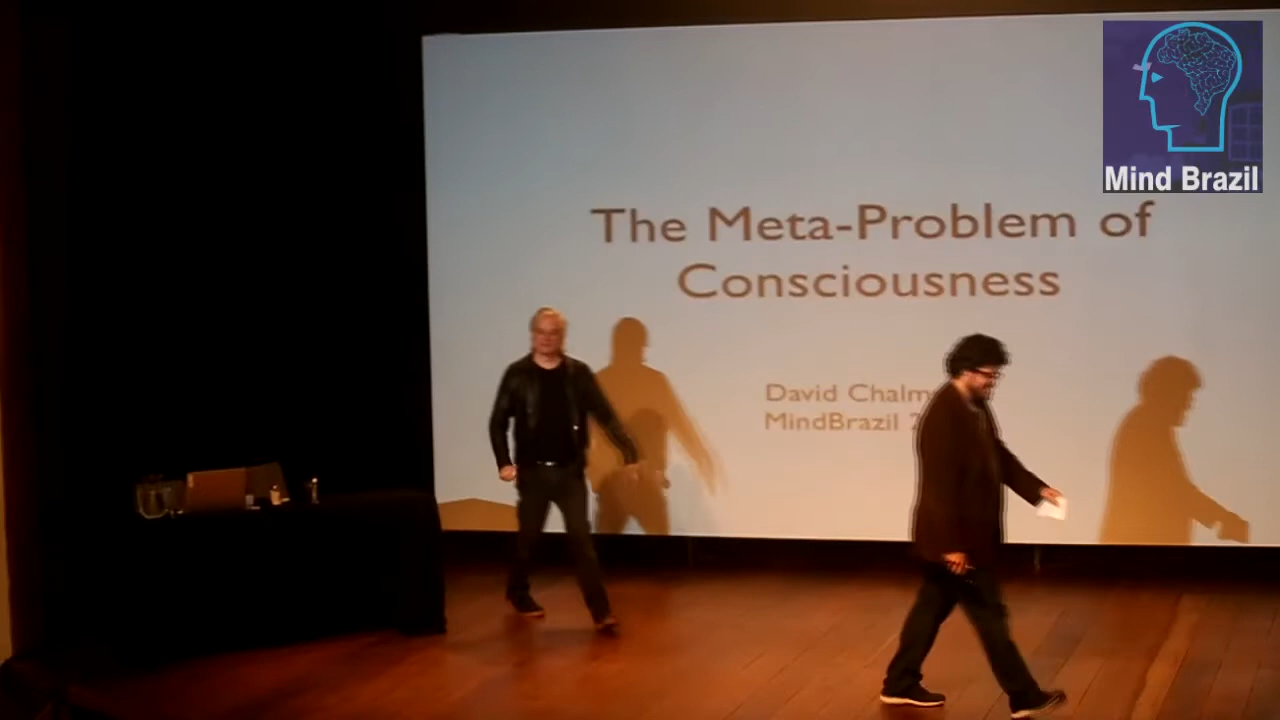 Mind Brazil
The Meta-Problem of
Consciousness
David
MindBrazil